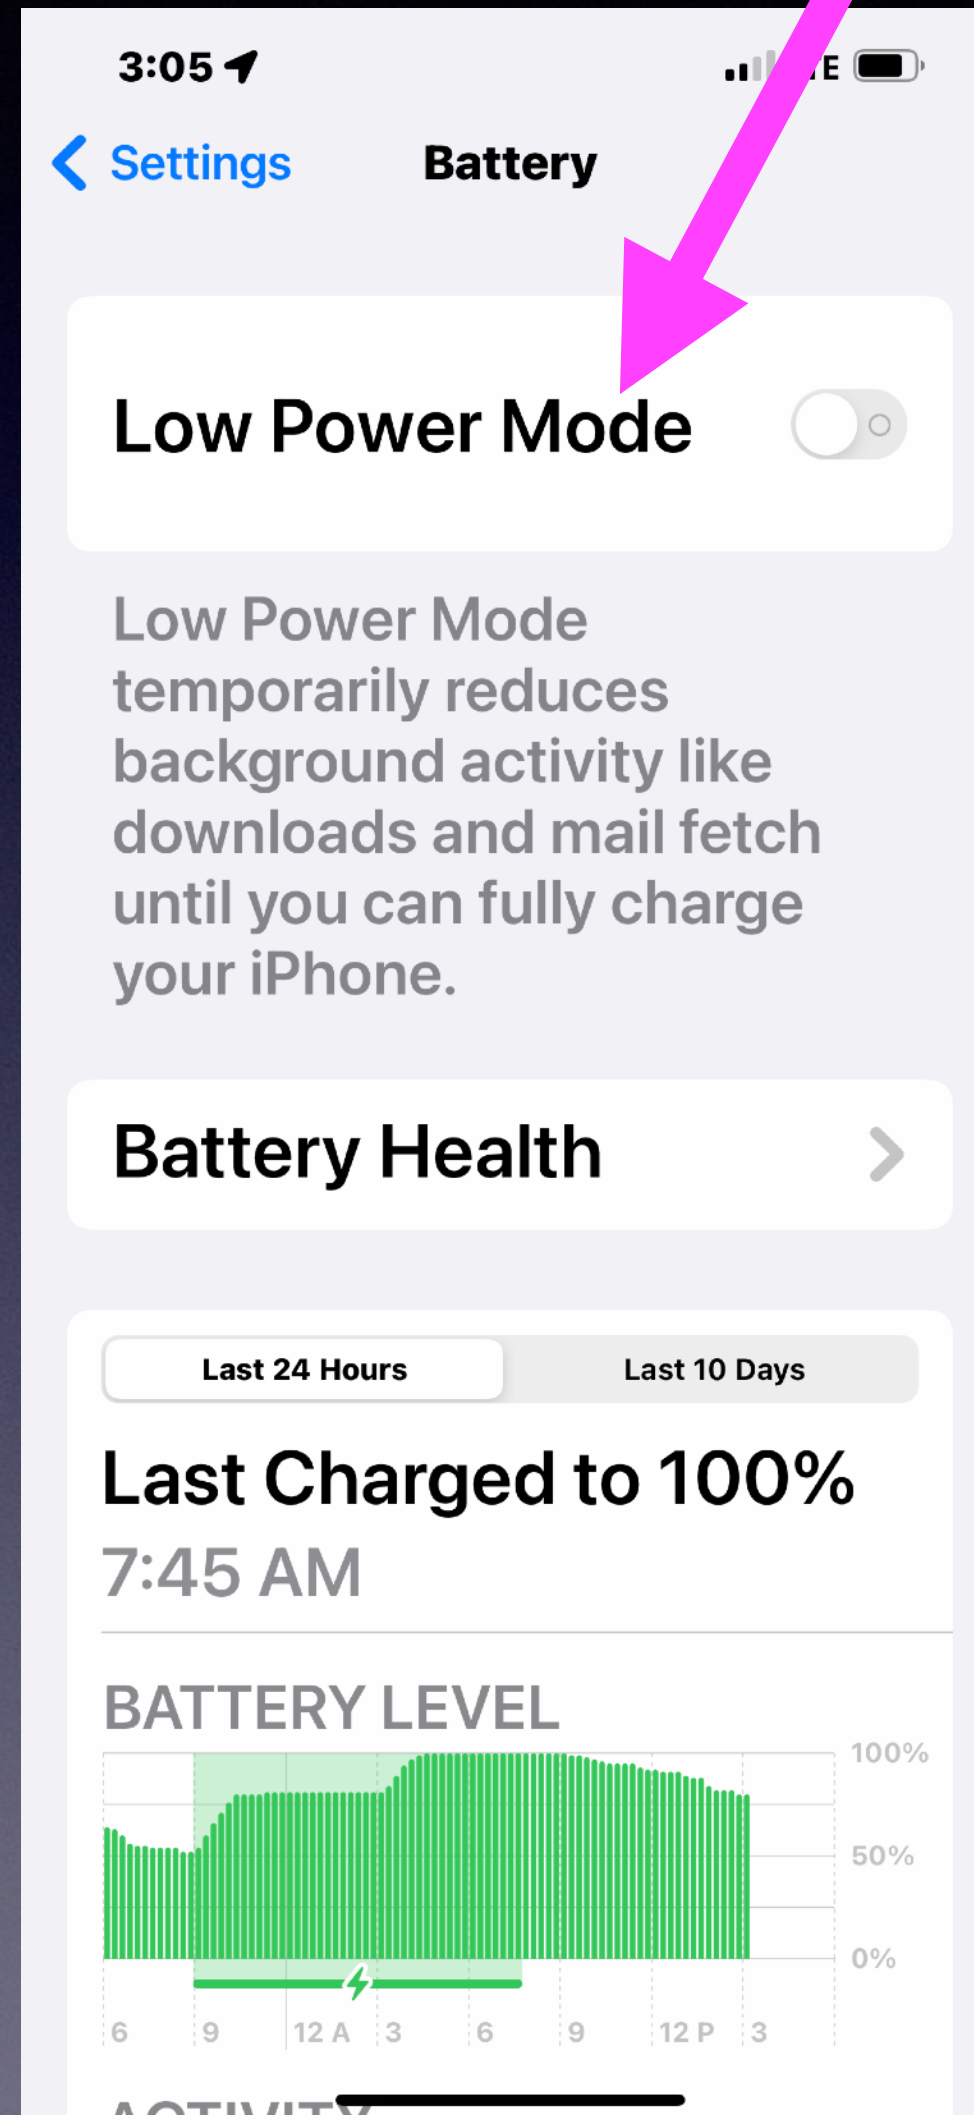 3:05
Settings
Battery
Low Power Mode
Low Power Mode
temporarily reduces
background activity like
downloads and mail fetch
until you can fully charge
your iPhone.
Battery Health
Last 24 Hours
Last 10 Days
Last Charged to 100%
7:45 AM
BATTERY LEVEL
100%
50%
0%
6 9 12 A 3 6 9 12 P 3
ACTIVITY